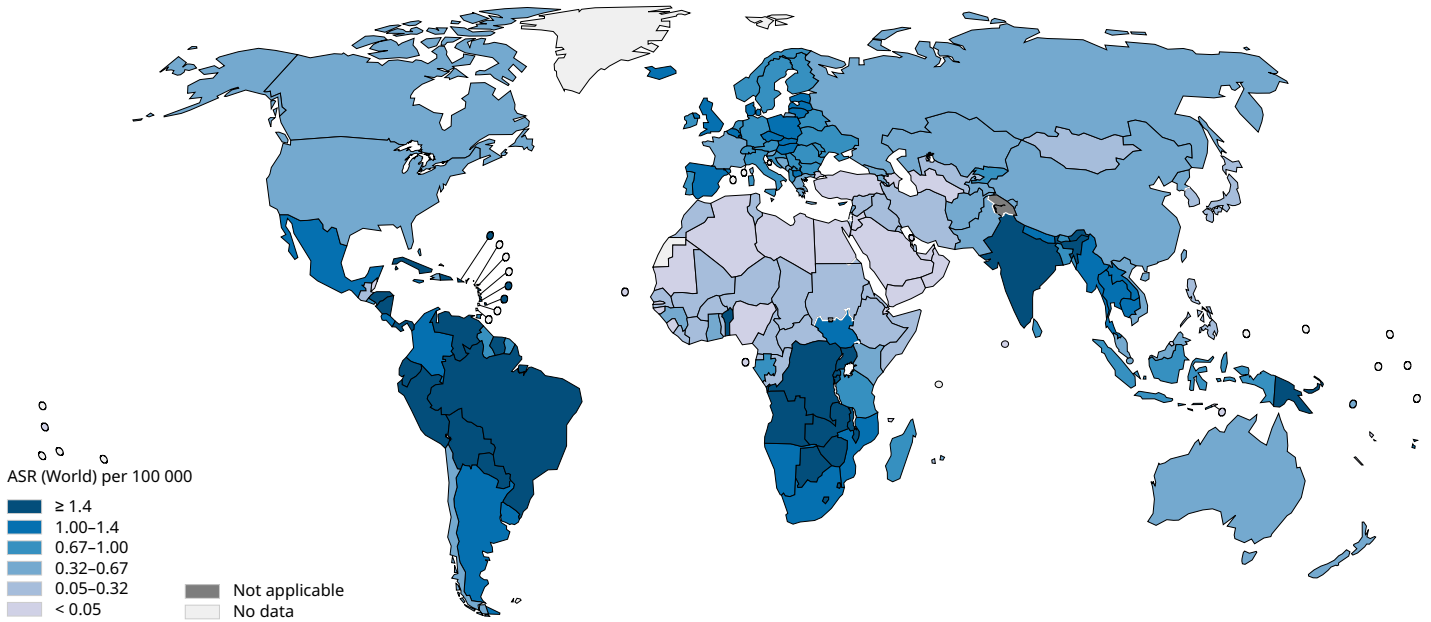 ASR (World) per 100 000
≥ 1.4
1.00–1.4
0.67–1.00
0.32–0.67
0.05–0.32
< 0.05
Not applicable
No data